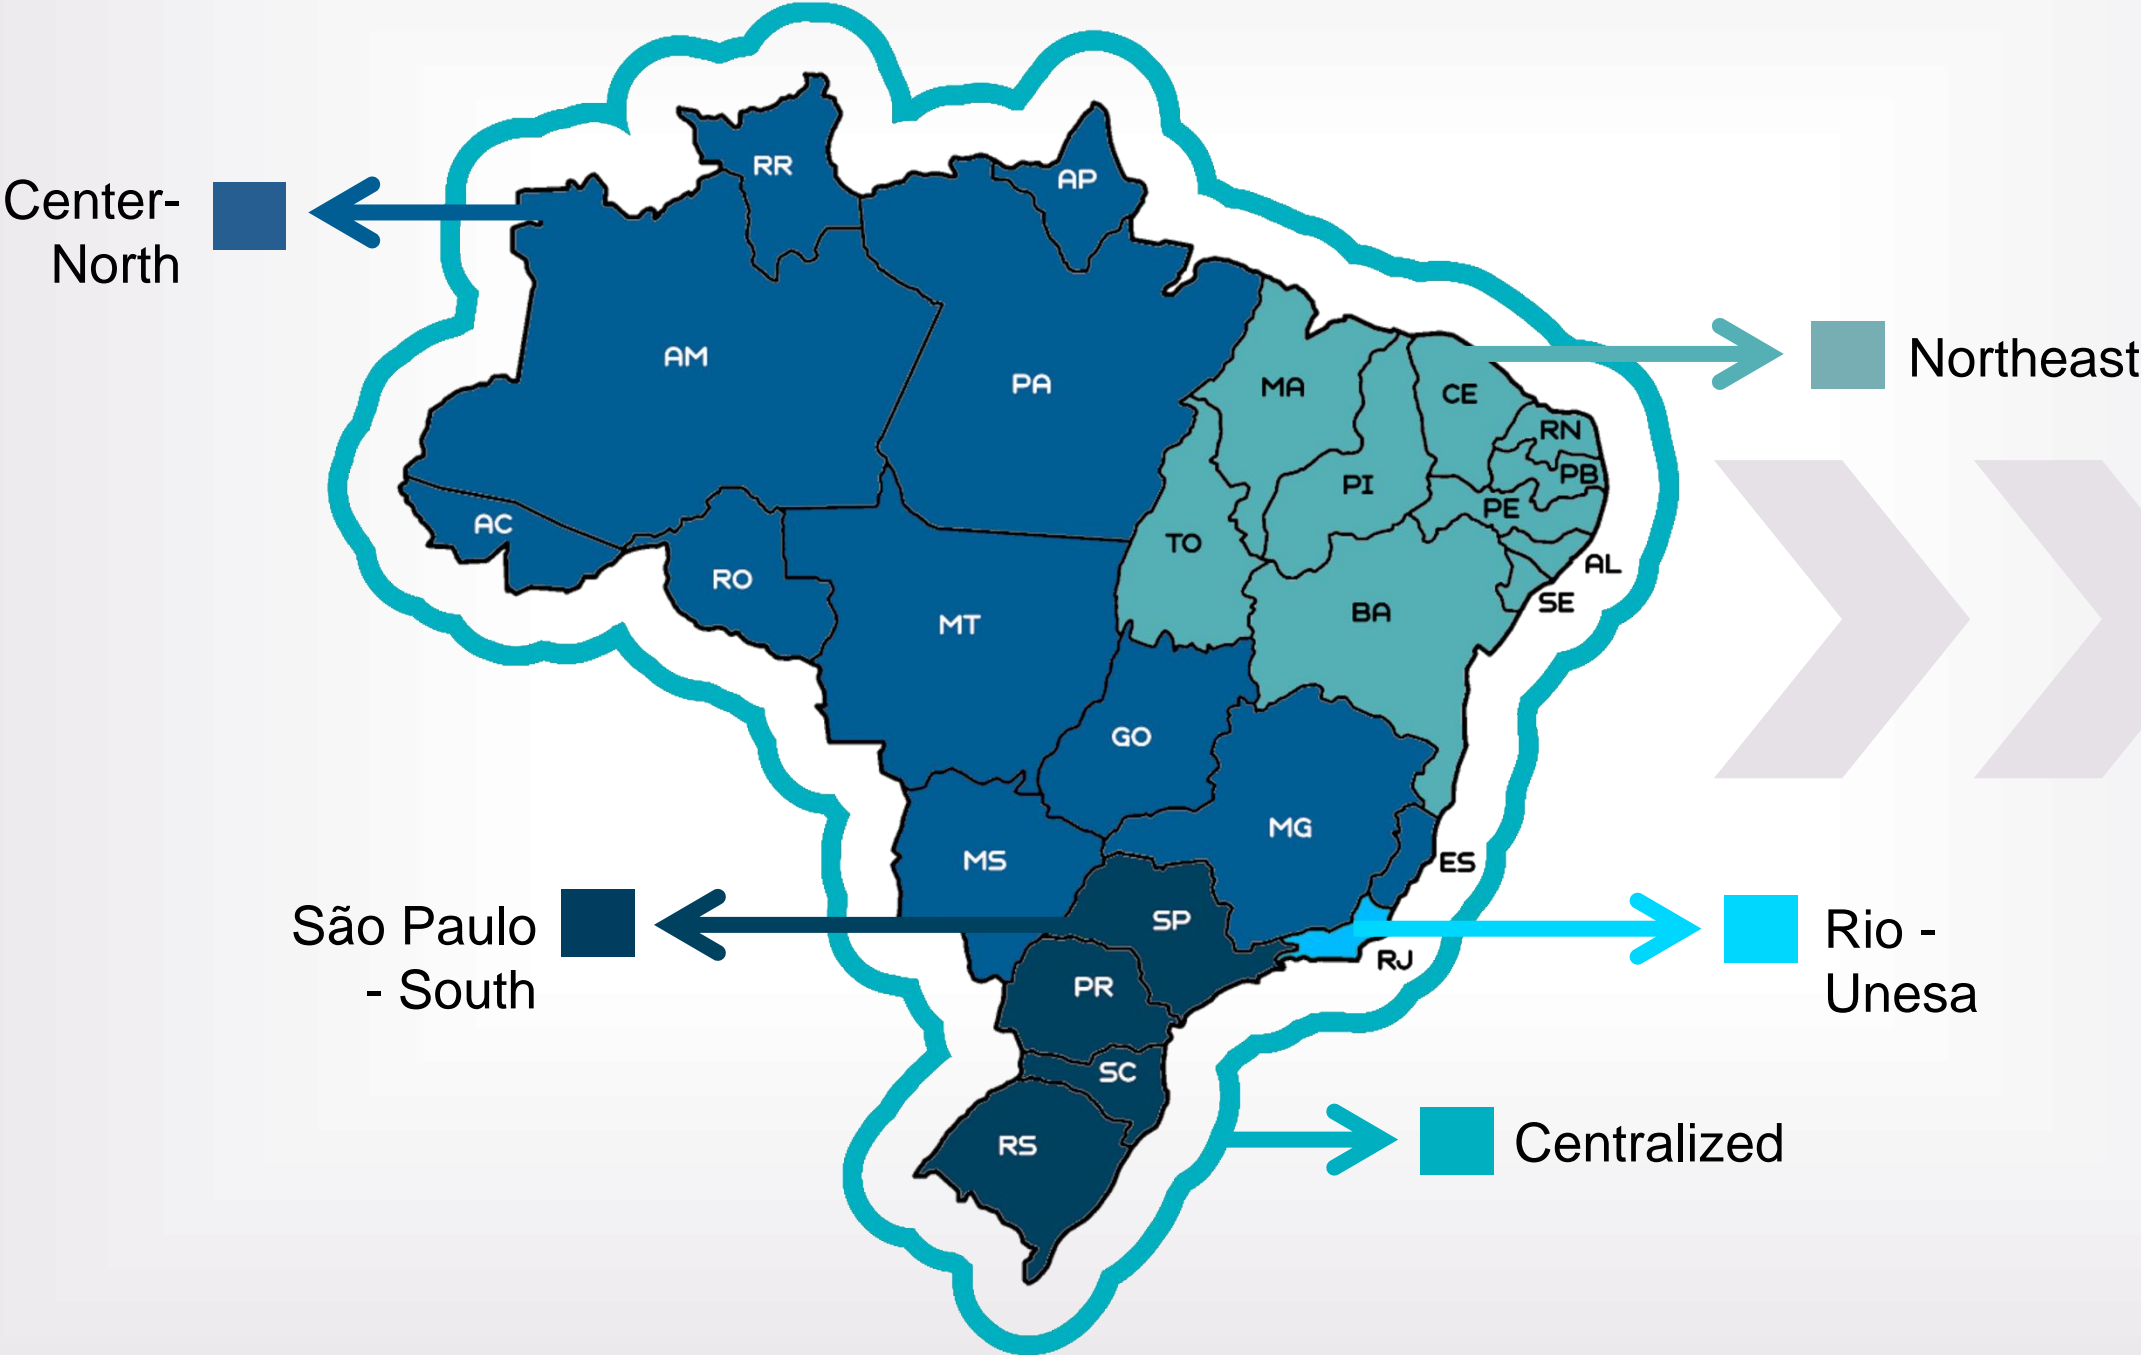 RR
AP
Center-
North
AM
PA
MA
CE
Northeast
RN
PB
PI
PE
AC
TO
AL
RO
SE
BA
MT
GO
MG
MS
ES
SP
São Paulo
- South
Rio -
Unesa
RJ
PR
SC
RS
Centralized